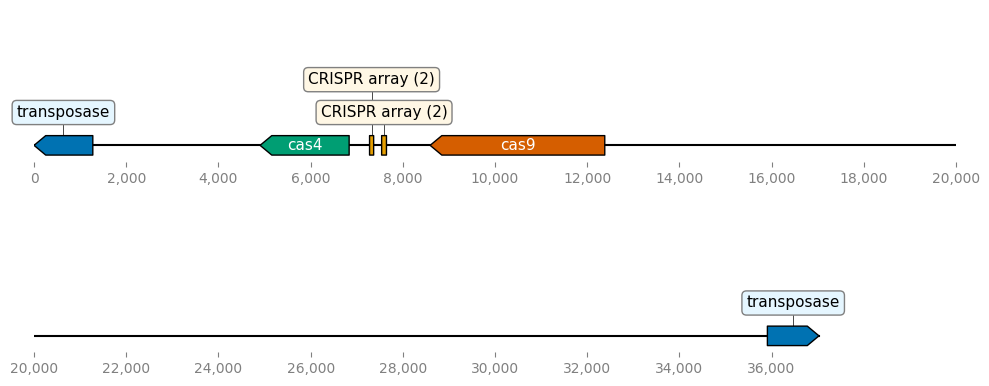 CRISPR array (2)
transposase CRISPR array (2)
cas4 cas9
0 2,000 4,000 6,000 8,000 10,000 12,000 14,000 16,000 18,000 20,000
transposase
20,000 22,000 24,000 26,000 28,000 30,000 32,000 34,000 36,000